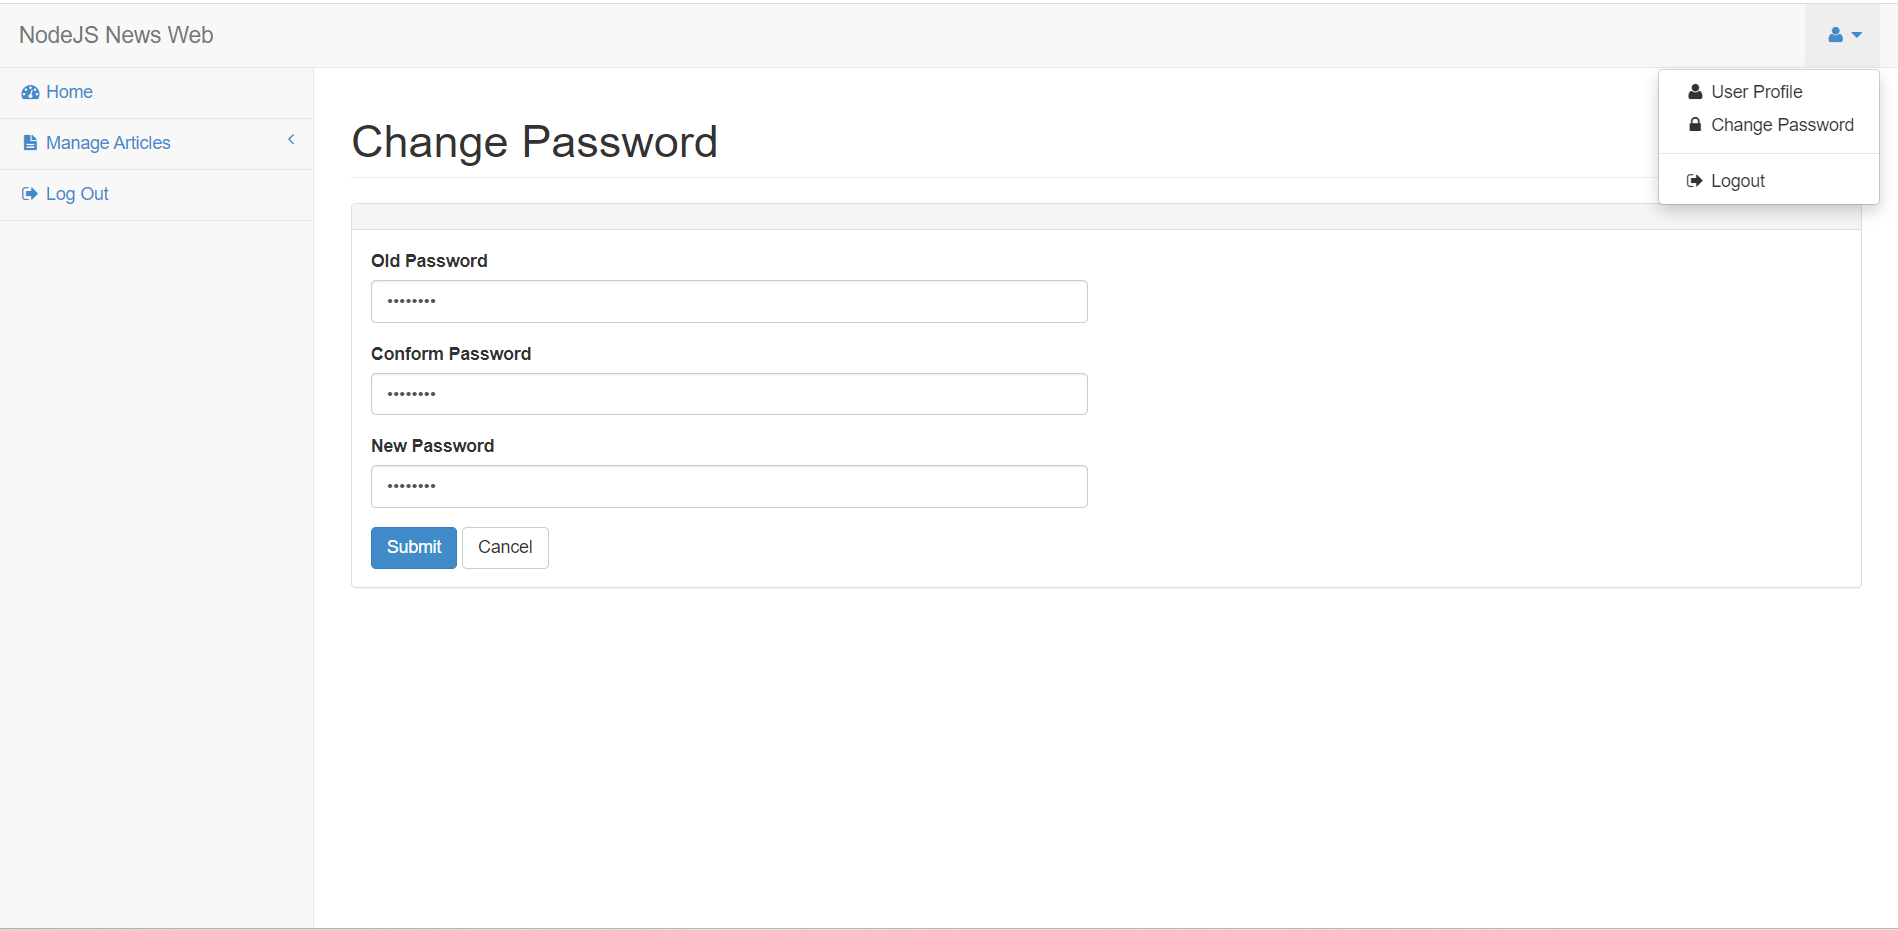 NodeJS News Web
Home
Manage Articles
Log Out
User Profile
Change Password
Logout
Change Password
Old Password
••••••••
Conform Password
••••••••
New Password
••••••••
Submit Cancel